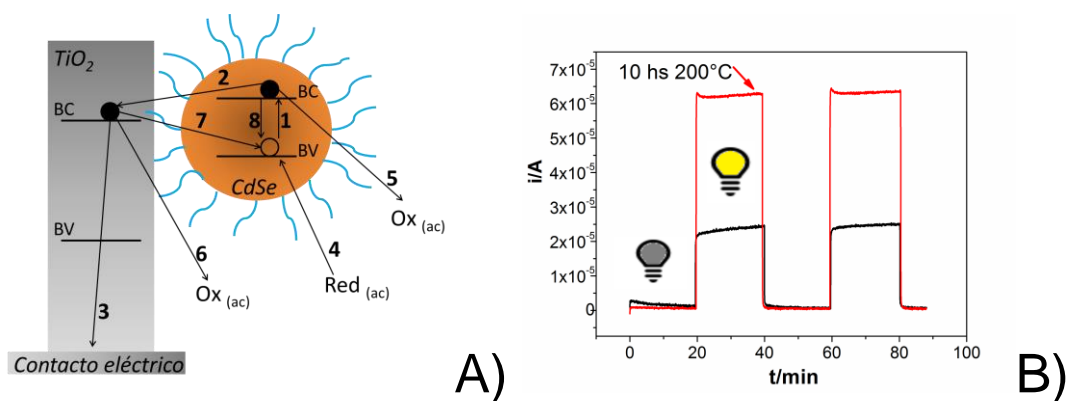 TiO2
BC
BV
2
7
8
1
BC
BV
CdSe
5
Ox (ac)
4
Red (ac)
6
Ox (ac)
3
Contacto eléctrico
A)
10 hs 200°C
7x10-5
6x10-5
5x10-5
4x10-5
3x10-5
2x10-5
1x10-5
0
i/A
0 20 40 60 80 100
t/min
B)